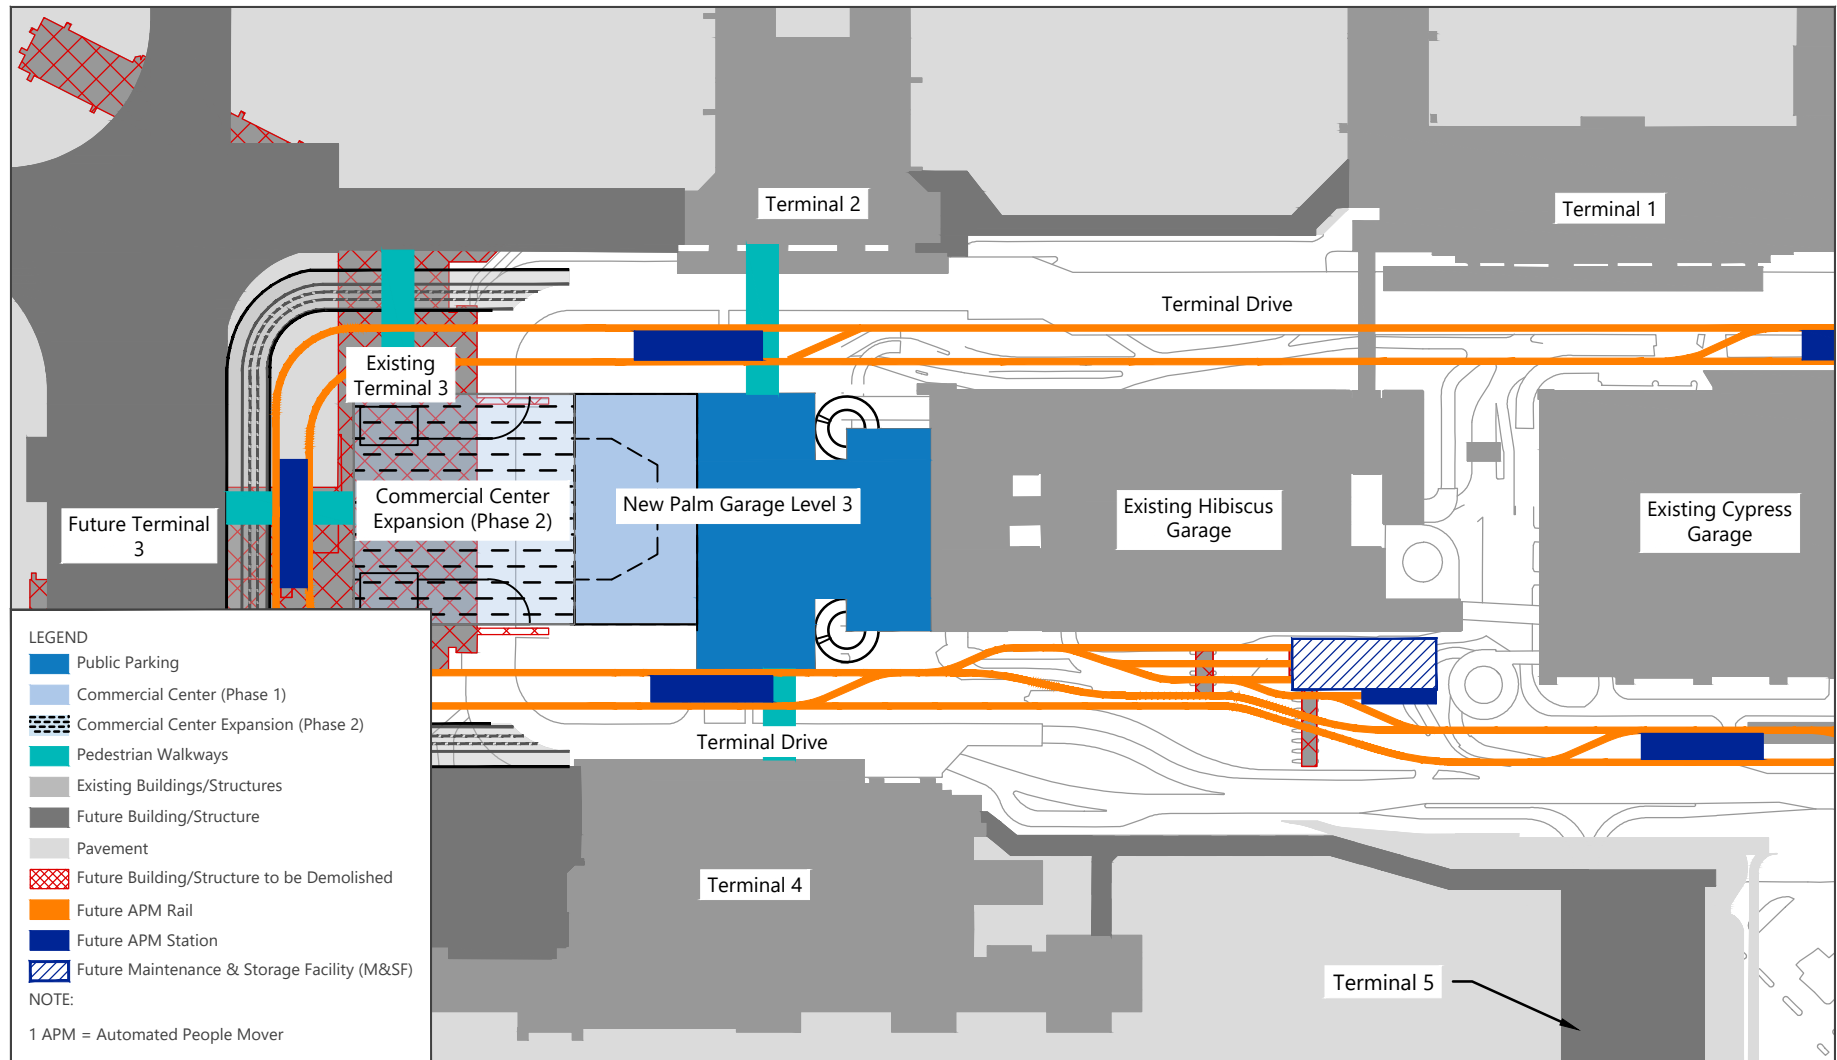 Terminal 2
Terminal 1
Terminal Drive
Existing
Terminal 3
Commercial Center
Expansion (Phase 2)
New Palm Garage Level 3
Existing Hibiscus
Garage
Existing Cypress
Garage
Future Terminal
3
Terminal Drive
Terminal 4
Terminal 5
LEGEND
Public Parking
Commercial Center (Phase 1)
Commercial Center Expansion (Phase 2)
Pedestrian Walkways
Existing Buildings/Structures
Future Building/Structure
Pavement
Future Building/Structure to be Demolished
Future APM Rail
Future APM Station
Future Maintenance & Storage Facility (M&SF)
NOTE:
1 APM = Automated People Mover